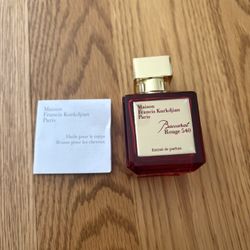 Maison
Francis Kurkdjian
Paris
Huile pour le corps
Brume pour les cheveux
Maison
Francis Kurkdjian
Paris
Baccarat
Rouge 540
Extrait de parfum